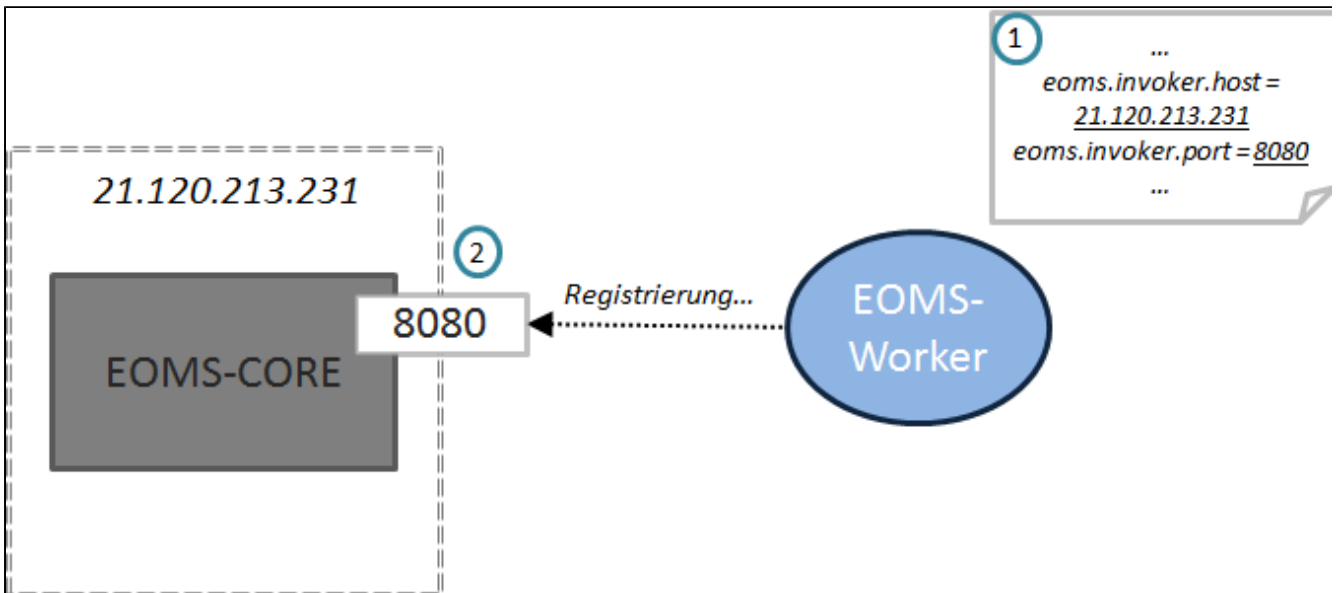 1
...
eoms.invoker.host =
21.120.213.231
eoms.invoker.port = 8080
...
21.120.213.231
2
8080
EOMS-CORE
Registrierung...
EOMS-
Worker